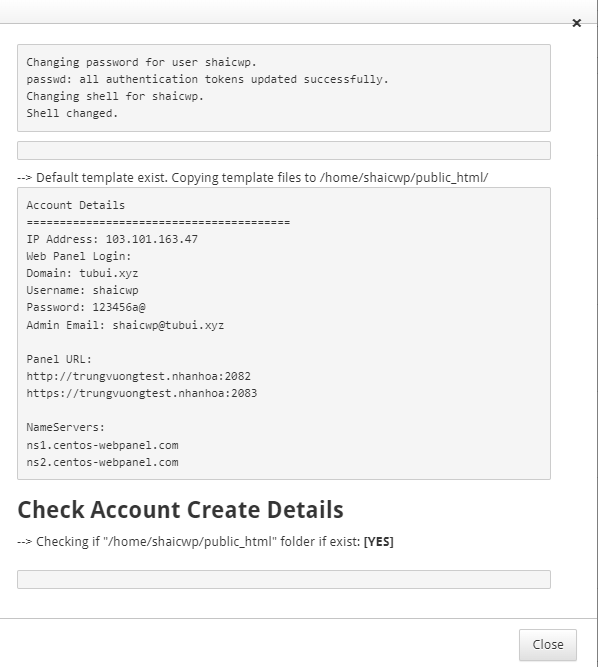 ×
Changing password for user shaicwp.
passwd: all authentication tokens updated successfully.
Changing shell for shaicwp.
Shell changed.
--> Default template exist. Copying template files to /home/shaicwp/public_html/
Account Details
========================================
IP Address: 103.101.163.47
Web Panel Login:
Domain: tubui.xyz
Username: shaicwp
Password: 123456a@
Admin Email: shaicwp@tubui.xyz
Panel URL:
http://trungvuongtest.nhanhoa:2082
https://trungvuongtest.nhanhoa:2083
NameServers:
ns1.centos-webpanel.com
ns2.centos-webpanel.com
Check Account Create Details
--> Checking if "/home/shaicwp/public_html" folder if exist: [YES]
Close